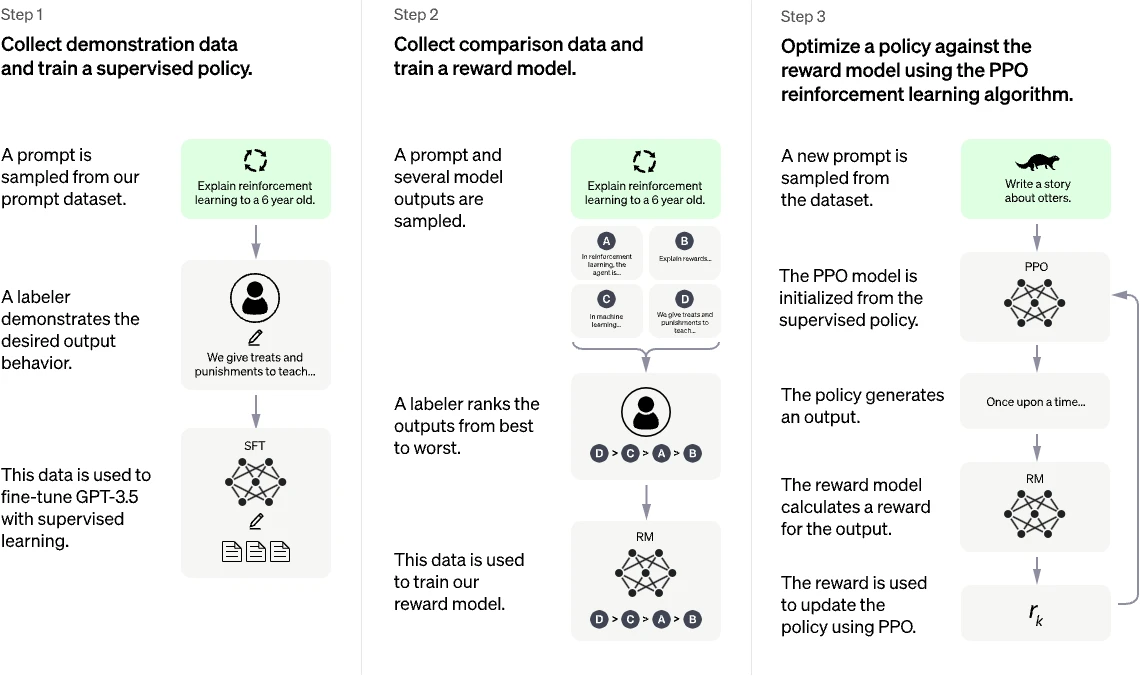 Step 1
Collect demonstration data
and train a supervised policy.
A prompt is
sampled from our
prompt dataset.
Explain reinforcement
learning to a 6 year old.
A labeler
demonstrates the
desired output
behavior.
We give treats and
punishments to teach...
This data is used to
fine-tune GPT-3.5
with supervised
learning.
SFT
Step 2
Collect comparison data and
train a reward model.
A prompt and
several model
outputs are
sampled.
Explain reinforcement
learning to a 6 year old.
A
In reinforcement
learning, the
agent is...
B
Explain rewards...
C
In machine
learning...
D
We give treats and
punishments to
teach...
A labeler ranks the
outputs from best
to worst.
D > C > A > B
This data is used
to train our
reward model.
RM
D > C > A > B
Step 3
Optimize a policy against the
reward model using the PPO
reinforcement learning algorithm.
A new prompt is
sampled from
the dataset.
Write a story
about otters.
The PPO model is
initialized from the
supervised policy.
PPO
The policy generates
an output.
Once upon a time...
The reward model
calculates a reward
for the output.
RM
The reward is used
to update the
policy using PPO.
rk